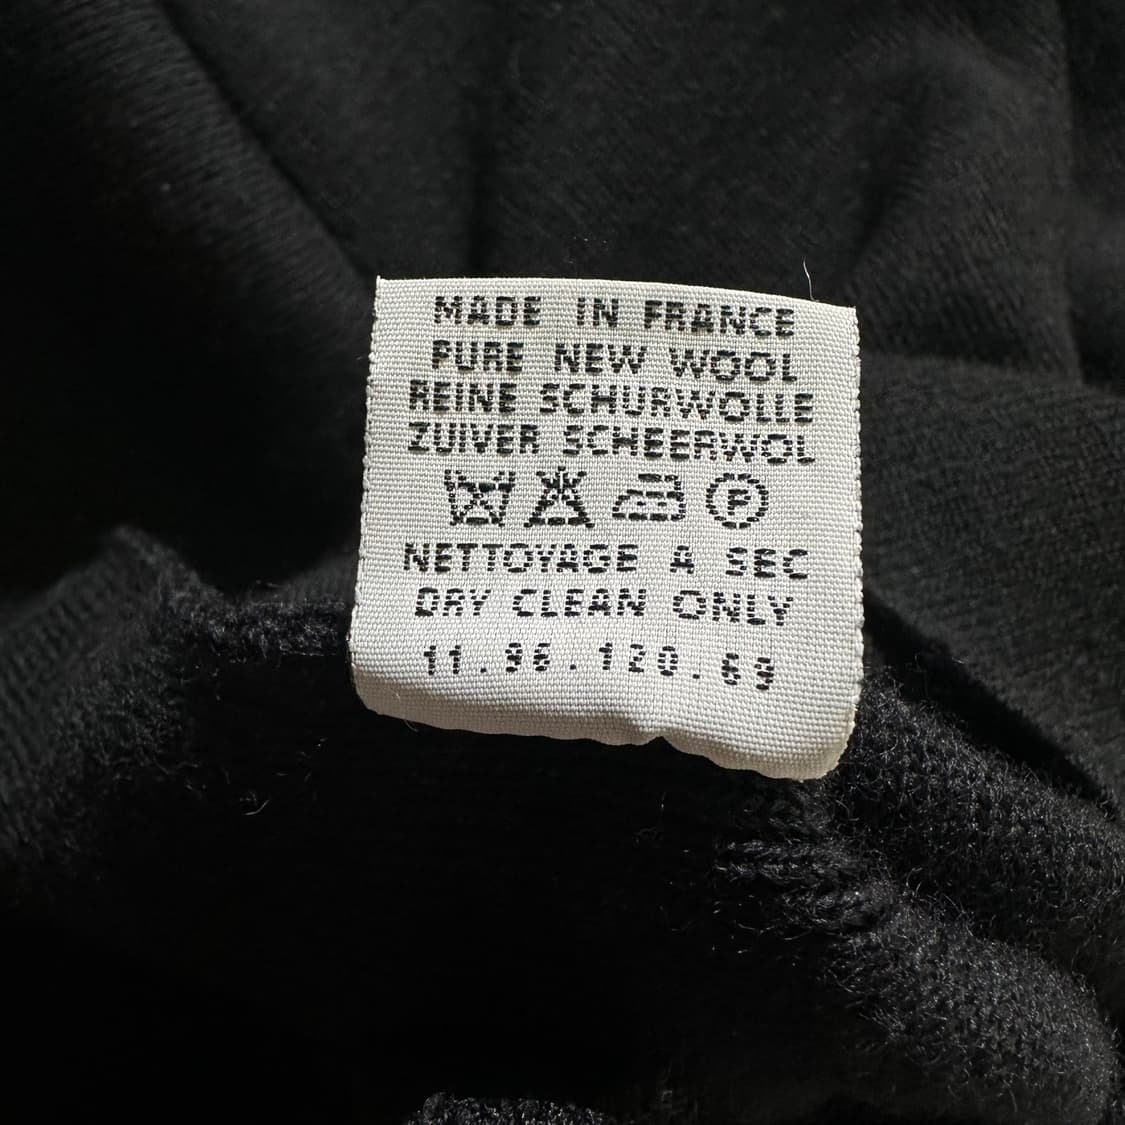 MADE IN FRANCE
PURE NEW WOOL
REINE SCHURWOLLE
ZUIVER SCHEERWOL
P
NETTOYAGE A SEC
DRY CLEAN ONLY
11.96.120.69